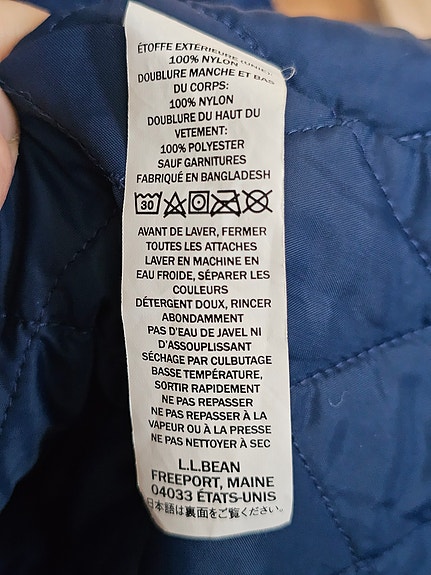 ÉTOFFE EXTÉRIEURE (UNIE):
100% NYLON
DOUBLURE MANCHE ET BAS
DU CORPS:
100% NYLON
DOUBLURE DU HAUT DU
VETEMENT:
100% POLYESTER
SAUF GARNITURES
FABRIQUÉ EN BANGLADESH
30
AVANT DE LAVER, FERMER
TOUTES LES ATTACHES
LAVER EN MACHINE EN
EAU FROIDE, SÉPARER LES
COULEURS
DÉTERGENT DOUX, RINCER
ABONDAMMENT
PAS D'EAU DE JAVEL NI
D'ASSOUPLISSANT
SÉCHAGE PAR CULBUTAGE
BASSE TEMPÉRATURE,
SORTIR RAPIDEMENT
NE PAS REPASSER
NE PAS REPASSER À LA
VAPEUR OU À LA PRESSE
NE PAS NETTOYER À SEC
L.L.BEAN
FREEPORT, MAINE
04033 ÉTATS-UNIS
日本語は裏面をご覧ください。